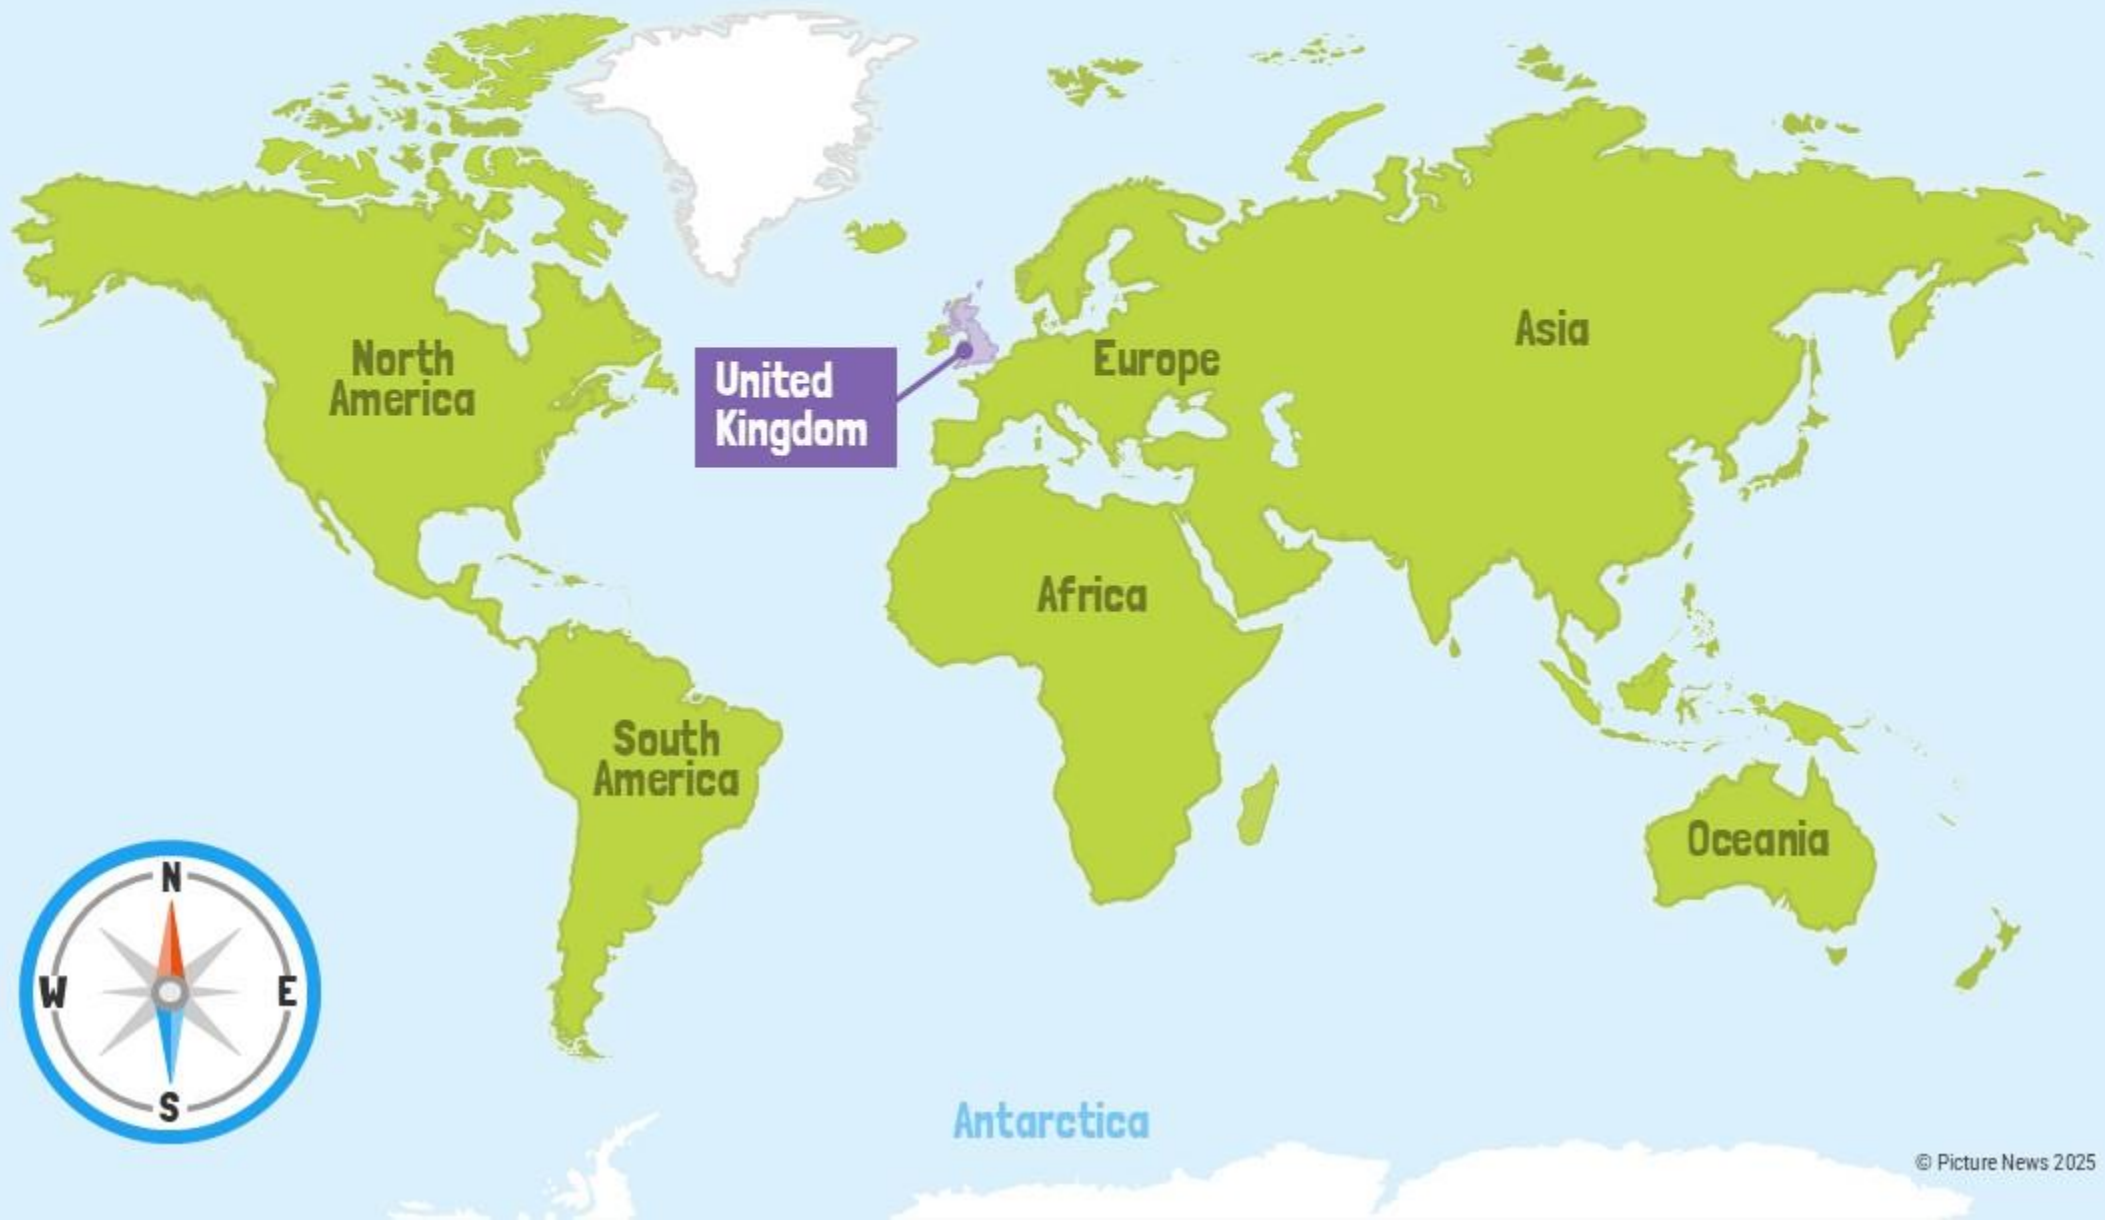 North
America
United
Kingdom
Europe
Asia
Africa
South
America
Oceania
N
W
E
S
Antarctica
© Picture News 2025